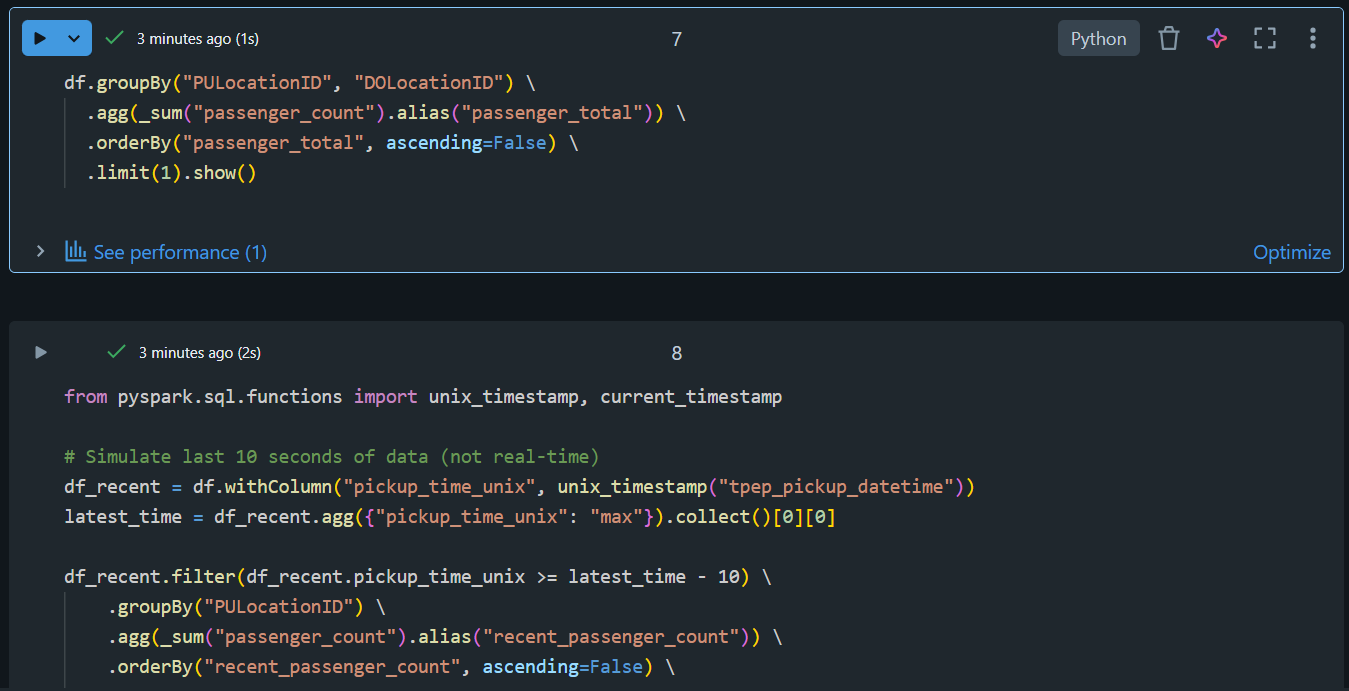 3 minutes ago (1s)
7
Python
df.groupBy("PULocationID", "DOLocationID") \
.agg(_sum("passenger_count").alias("passenger_total")) \
.orderBy("passenger_total", ascending=False) \
.limit(1).show()
See performance (1)
Optimize
3 minutes ago (2s)
8
from pyspark.sql.functions import unix_timestamp, current_timestamp
# Simulate last 10 seconds of data (not real-time)
df_recent = df.withColumn("pickup_time_unix", unix_timestamp("tpep_pickup_datetime"))
latest_time = df_recent.agg({"pickup_time_unix": "max"}).collect()[0][0]
df_recent.filter(df_recent.pickup_time_unix >= latest_time - 10) \
.groupBy("PULocationID") \
.agg(_sum("passenger_count").alias("recent_passenger_count")) \
.orderBy("recent_passenger_count", ascending=False) \